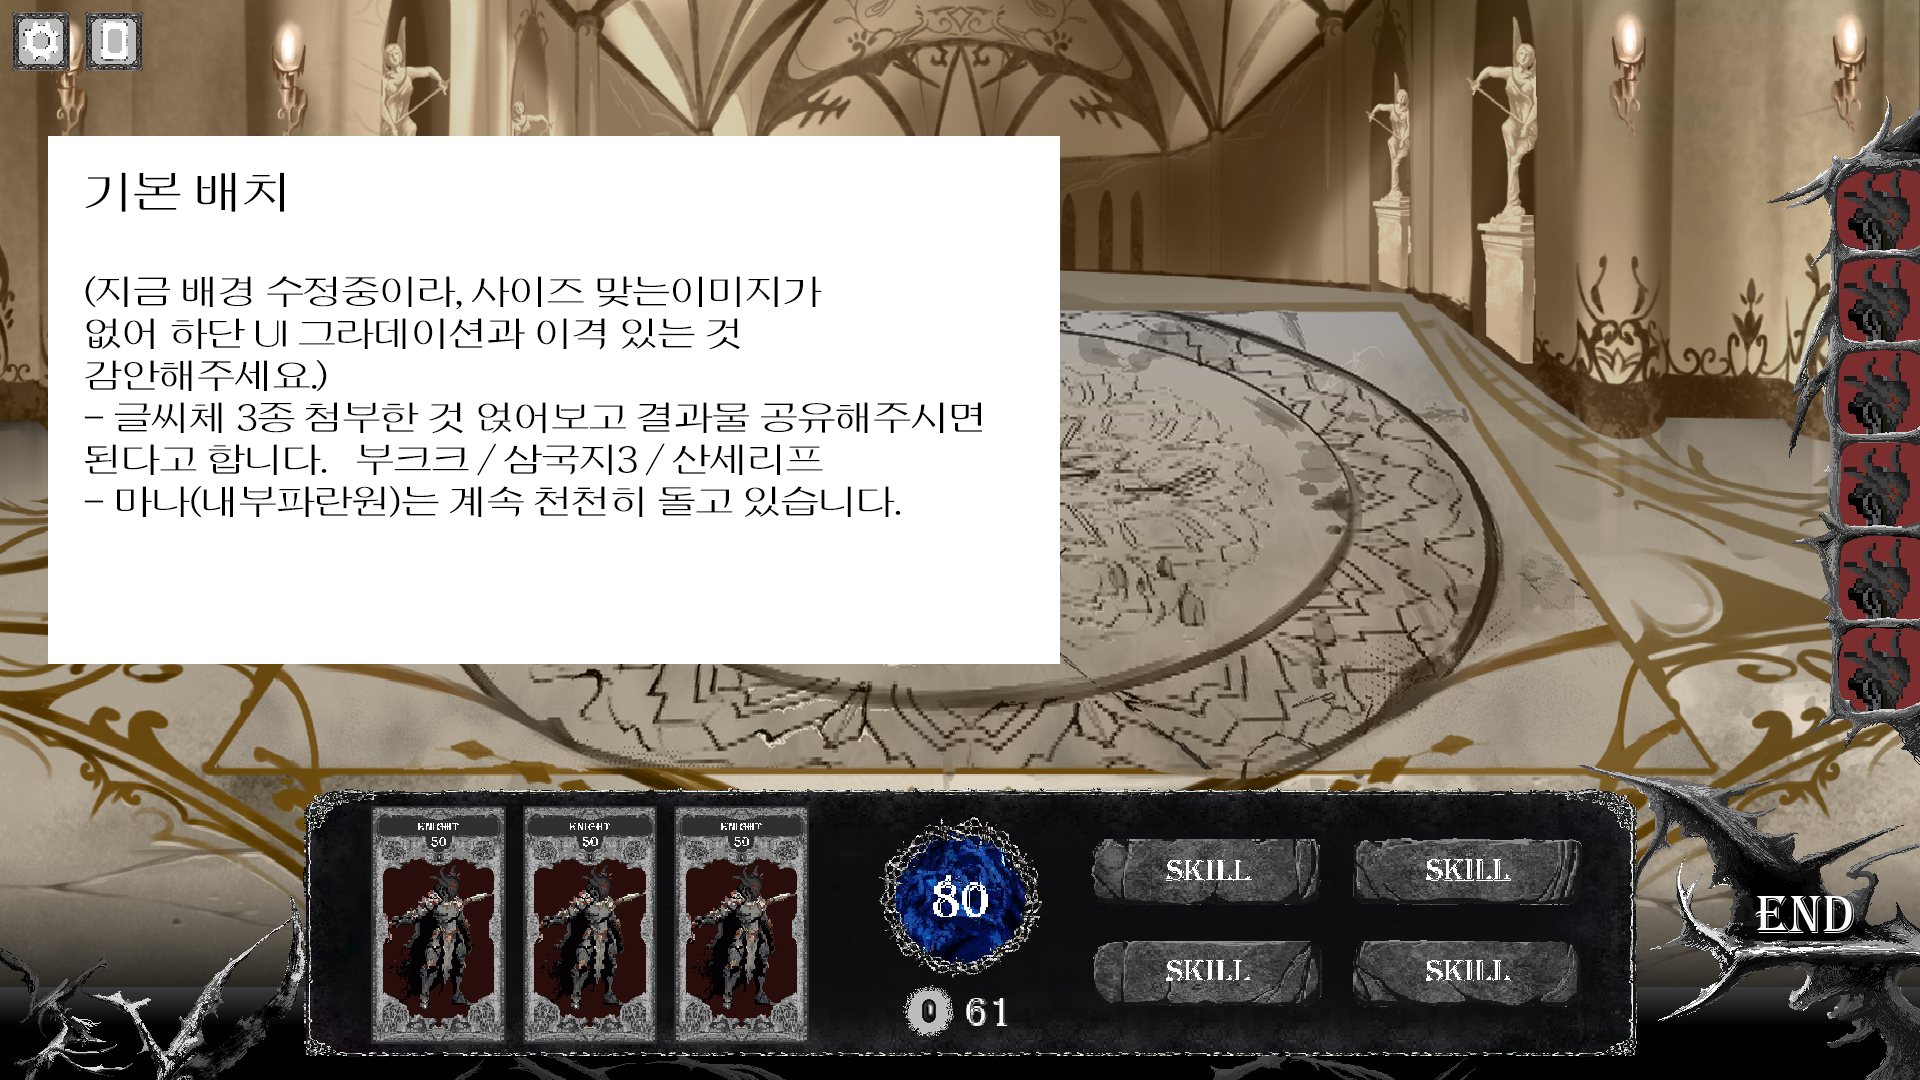 기본 배치
(지금 배경 수정중이라, 사이즈 맞는이미지가
없어 하단 UI 그라데이션과 이격 있는 것
감안해주세요.)
- 글씨체 3종 첨부한 것 얹어보고 결과물 공유해주시면
된다고 합니다. 부크크 / 삼국지3 / 산세리프
- 마나(내부파란원)는 계속 천천히 돌고 있습니다.
KNIGHT
50
KNIGHT
50
KNIGHT
50
80
0 61
SKILL
SKILL
SKILL
SKILL
END